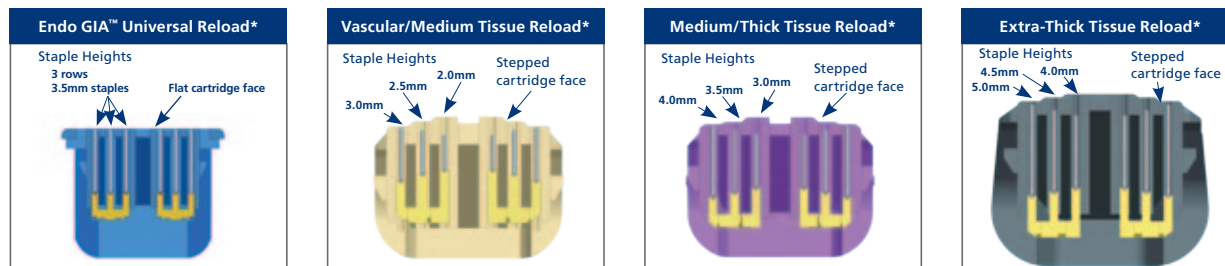 Endo GIA™ Universal Reload*
Staple Heights
3 rows
3.5mm staples
Flat cartridge face
Vascular/Medium Tissue Reload*
Staple Heights
2.0mm
2.5mm
3.0mm
Stepped
cartridge face
Medium/Thick Tissue Reload*
Staple Heights
3.0mm
3.5mm
4.0mm
Stepped
cartridge face
Extra-Thick Tissue Reload*
Staple Heights
4.0mm
4.5mm
5.0mm
Stepped
cartridge face